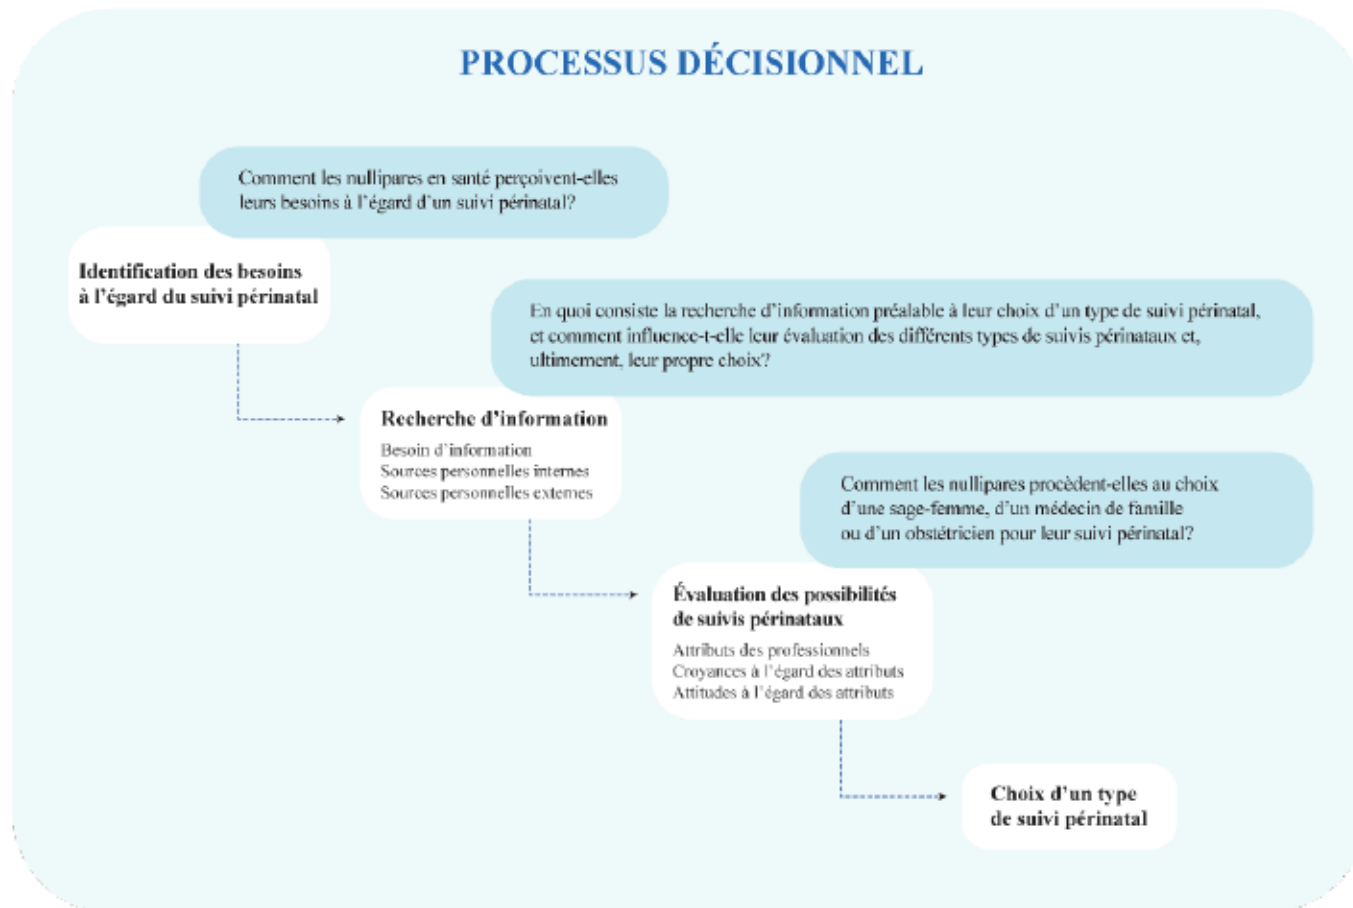 PROCESSUS DÉCISIONNEL
Comment les nullipares en santé perçoivent-elles
leurs besoins à l'égard d'un suivi périnatal?
Identification des besoins
à l'égard du suivi périnatal
En quoi consiste la recherche d'information préalable à leur choix d'un type de suivi périnatal,
et comment influence-t-elle leur évaluation des différents types de suivis périnataux et,
ultimement, leur propre choix?
Recherche d'information
Besoin d'information
Sources personnelles internes
Sources personnelles externes
Comment les nullipares procèdent-elles au choix
d'une sage-femme, d'un médecin de famille
ou d'un obstétricien pour leur suivi périnatal?
Évaluation des possibilités
de suivis périnataux
Attributs des professionnels
Croyances à l'égard des attributs
Attitudes à l'égard des attributs
Choix d'un type
de suivi périnatal